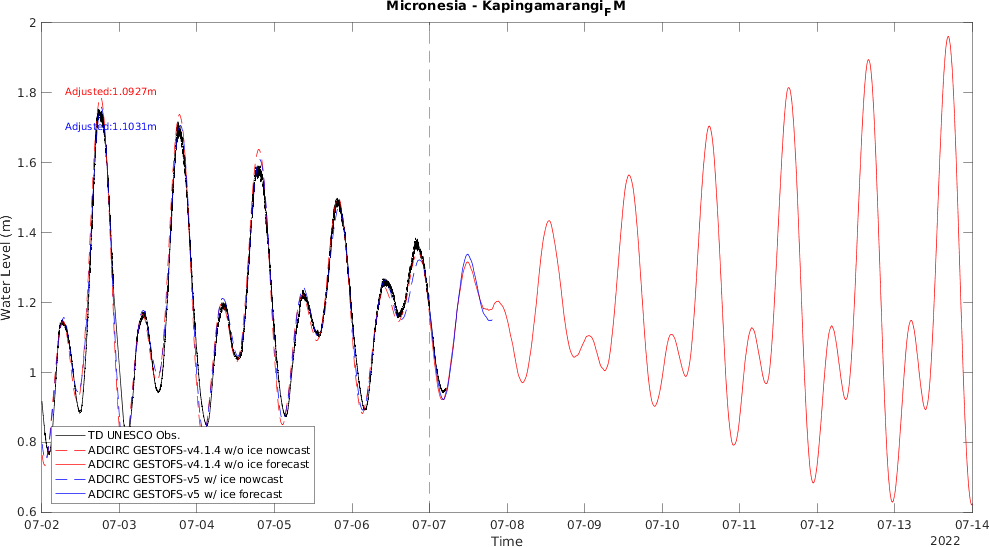 Micronesia - Kapingamarangi_FM
2
1.8
1.6
1.4
1.2
1
0.8
0.6
Water Level (m)
Adjusted:1.0927m
Adjusted:1.1031m
TD UNESCO Obs.
ADCIRC GESTOFS-v4.1.4 w/o ice nowcast
ADCIRC GESTOFS-v4.1.4 w/o ice forecast
ADCIRC GESTOFS-v5 w/ ice nowcast
ADCIRC GESTOFS-v5 w/ ice forecast
07-02 07-03 07-04 07-05 07-06 07-07 07-08 07-09 07-10 07-11 07-12 07-13 07-14
Time
2022